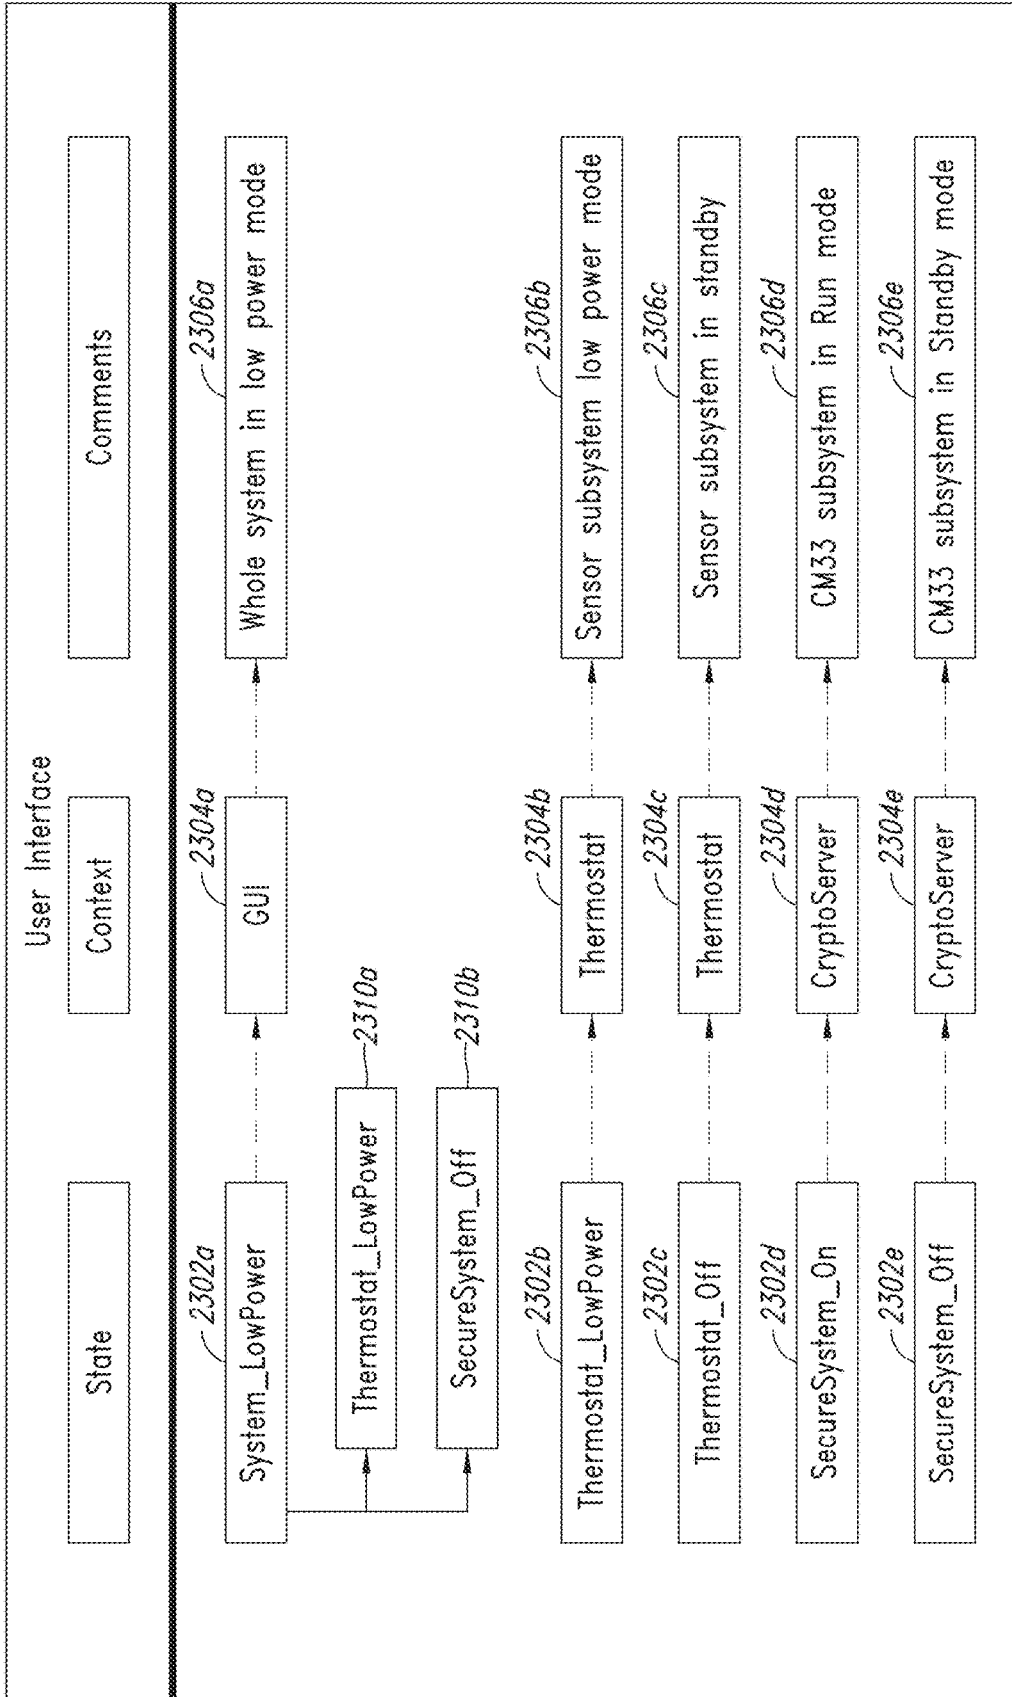 User Interface
State
Context
Comments
2302a
2304a
2306a
System_LowPower
GUI
Whole system in low power mode
Thermostat_LowPower
2310a
SecureSystem_Off
2310b
2302b
2304b
2306b
Thermostat_LowPower
Thermostat
Sensor subsystem low power mode
2302c
2304c
2306c
Thermostat_Off
Thermostat
Sensor subsystem in standby
2302d
2304d
2306d
SecureSystem_On
CryptoServer
CM33 subsystem in Run mode
2302e
2304e
2306e
SecureSystem_Off
CryptoServer
CM33 subsystem in Standby mode